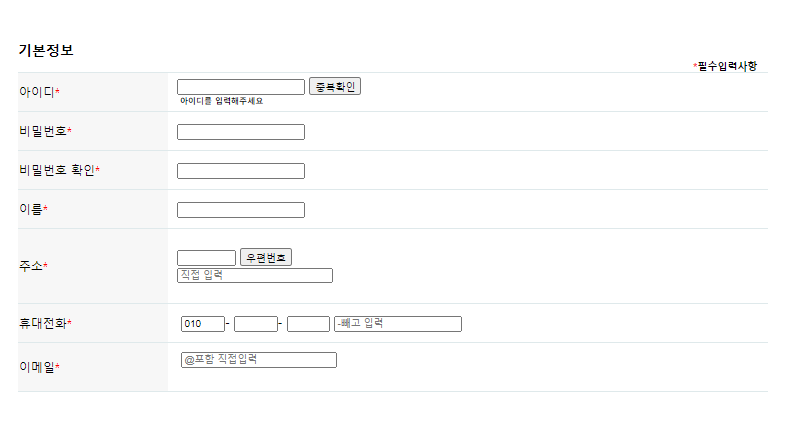 기본정보
*필수입력사항
아이디* 중복확인
아이디를 입력해주세요
비밀번호*
비밀번호 확인*
이름*
주소* 우편번호
직접 입력
휴대전화* 010 - - -빼고 입력
이메일* @포함 직접입력